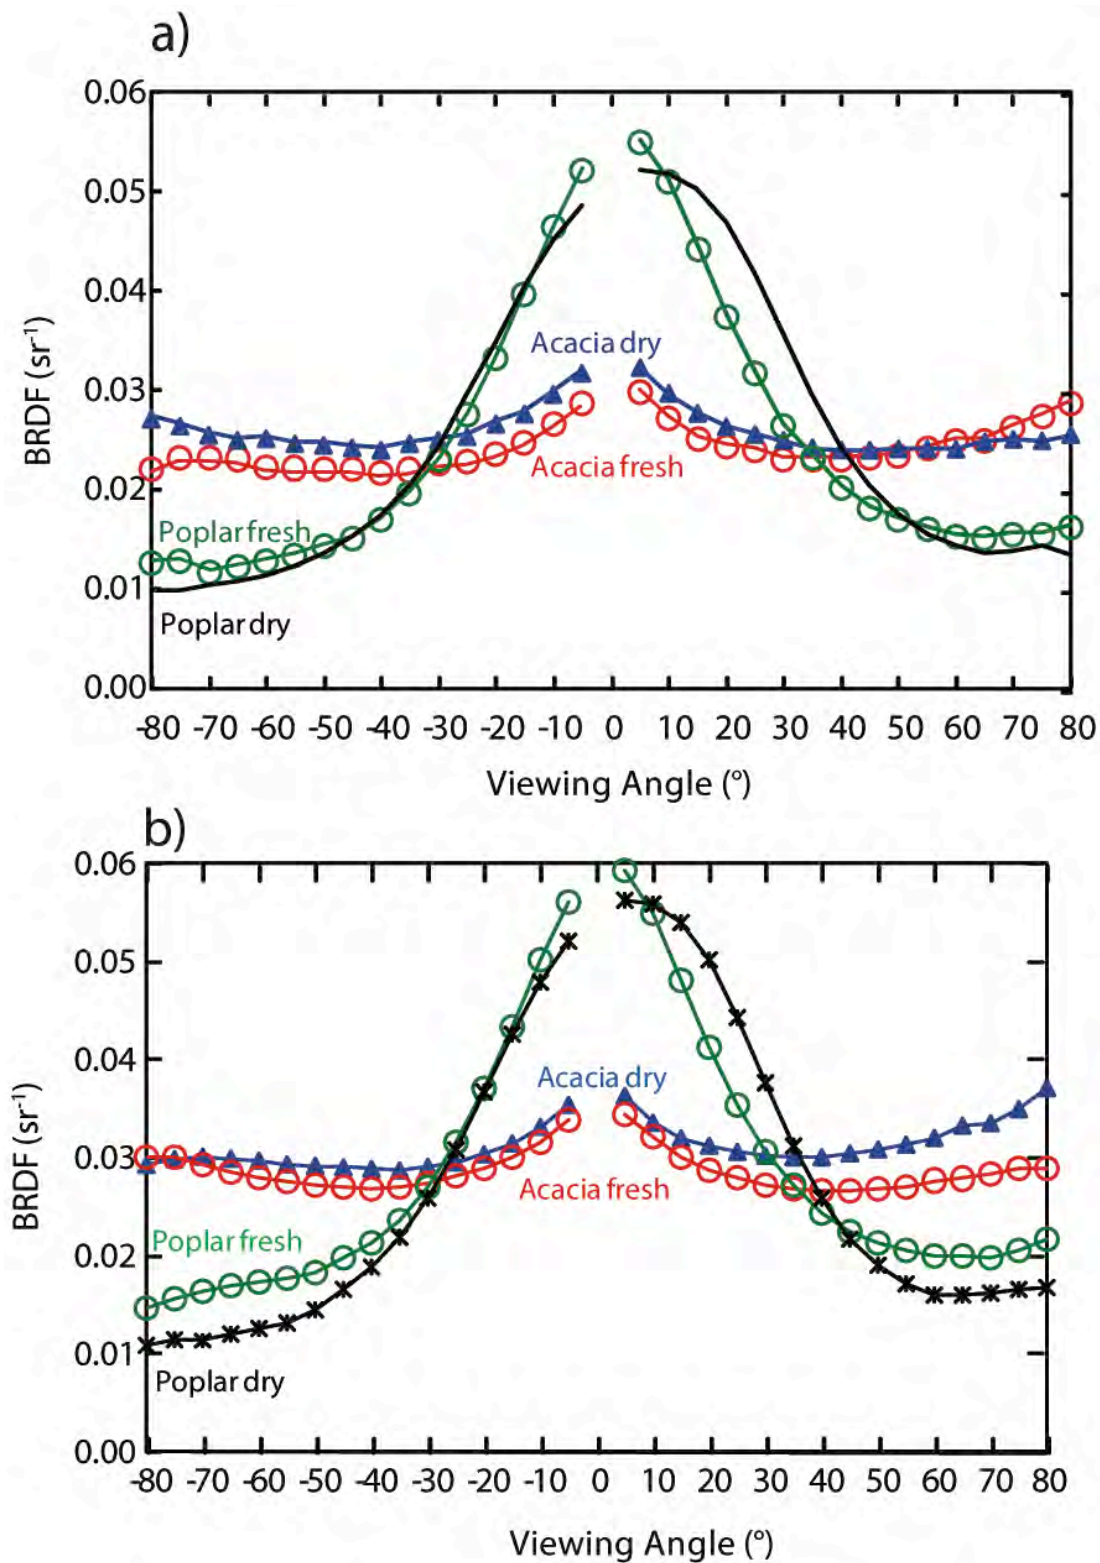 a)
0.06
0.05
0.04
0.03
0.02
0.01
0.00
BRDF (sr-1)
Acacia dry
Acacia fresh
Poplar fresh
Poplar dry
-80 -70 -60 -50 -40 -30 -20 -10 0 10 20 30 40 50 60 70 80
Viewing Angle (°)
b)
0.06
0.05
0.04
0.03
0.02
0.01
0.00
BRDF (sr-1)
Acacia dry
Acacia fresh
Poplar fresh
Poplar dry
-80 -70 -60 -50 -40 -30 -20 -10 0 10 20 30 40 50 60 70 80
Viewing Angle (°)